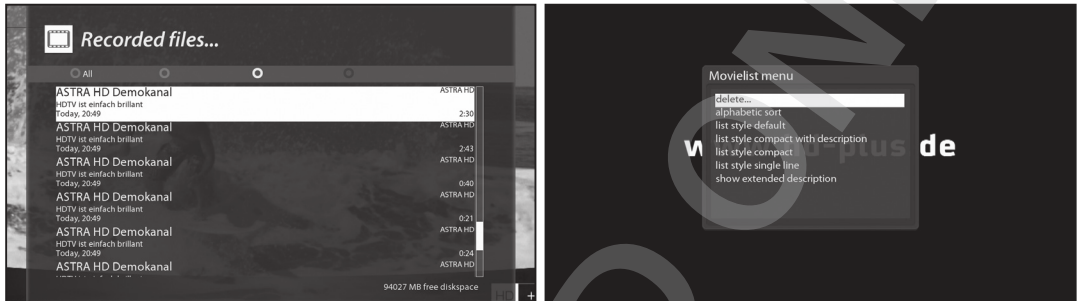 Recorded files...
All
ASTRA HD Demokanal ASTRA HD
HDTV ist einfach brillant
Today, 20:49 2:30
ASTRA HD Demokanal ASTRA HD
HDTV ist einfach brillant
Today, 20:49 2:43
ASTRA HD Demokanal ASTRA HD
HDTV ist einfach brillant
Today, 20:49 0:40
ASTRA HD Demokanal ASTRA HD
HDTV ist einfach brillant
Today, 20:49 0:21
ASTRA HD Demokanal ASTRA HD
HDTV ist einfach brillant
Today, 20:49 0:24
ASTRA HD Demokanal ASTRA HD
94027 MB free diskspace
HD +
Movielist menu
delete...
alphabetic sort
list style default
list style compact with description
list style compact
list style single line
show extended description
de